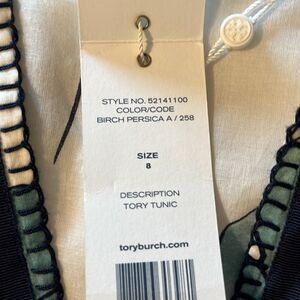 STYLE NO. 52141100
COLOR/CODE
BIRCH PERSICA A / 258
SIZE
8
DESCRIPTION
TORY TUNIC
toryburch.com